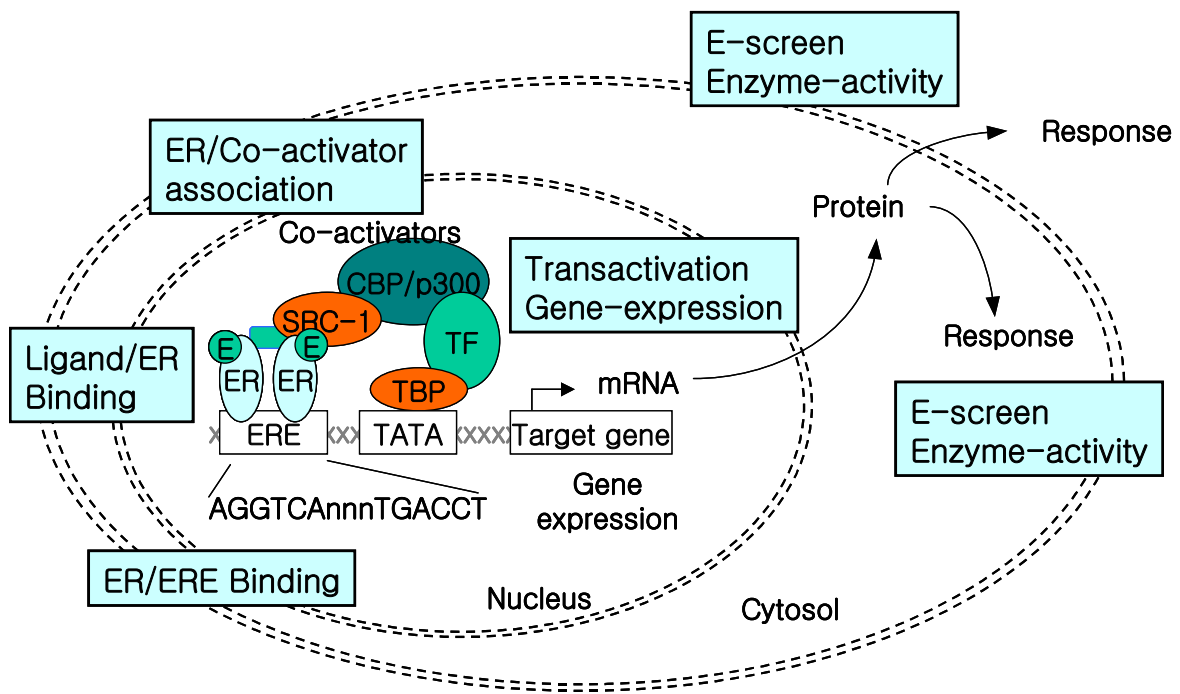 E-screen
Enzyme-activity
Response
ER/Co-activator
association
Protein
Co-activators
Transactivation
Gene-expression
CBP/p300
SRC-1
TF
Response
E
E
Ligand/ER
Binding
ER
ER
TBP
mRNA
E-screen
Enzyme-activity
ERE
TATA
Target gene
AGGTCAnnnTGACCT
Gene
expression
ER/ERE Binding
Nucleus
Cytosol